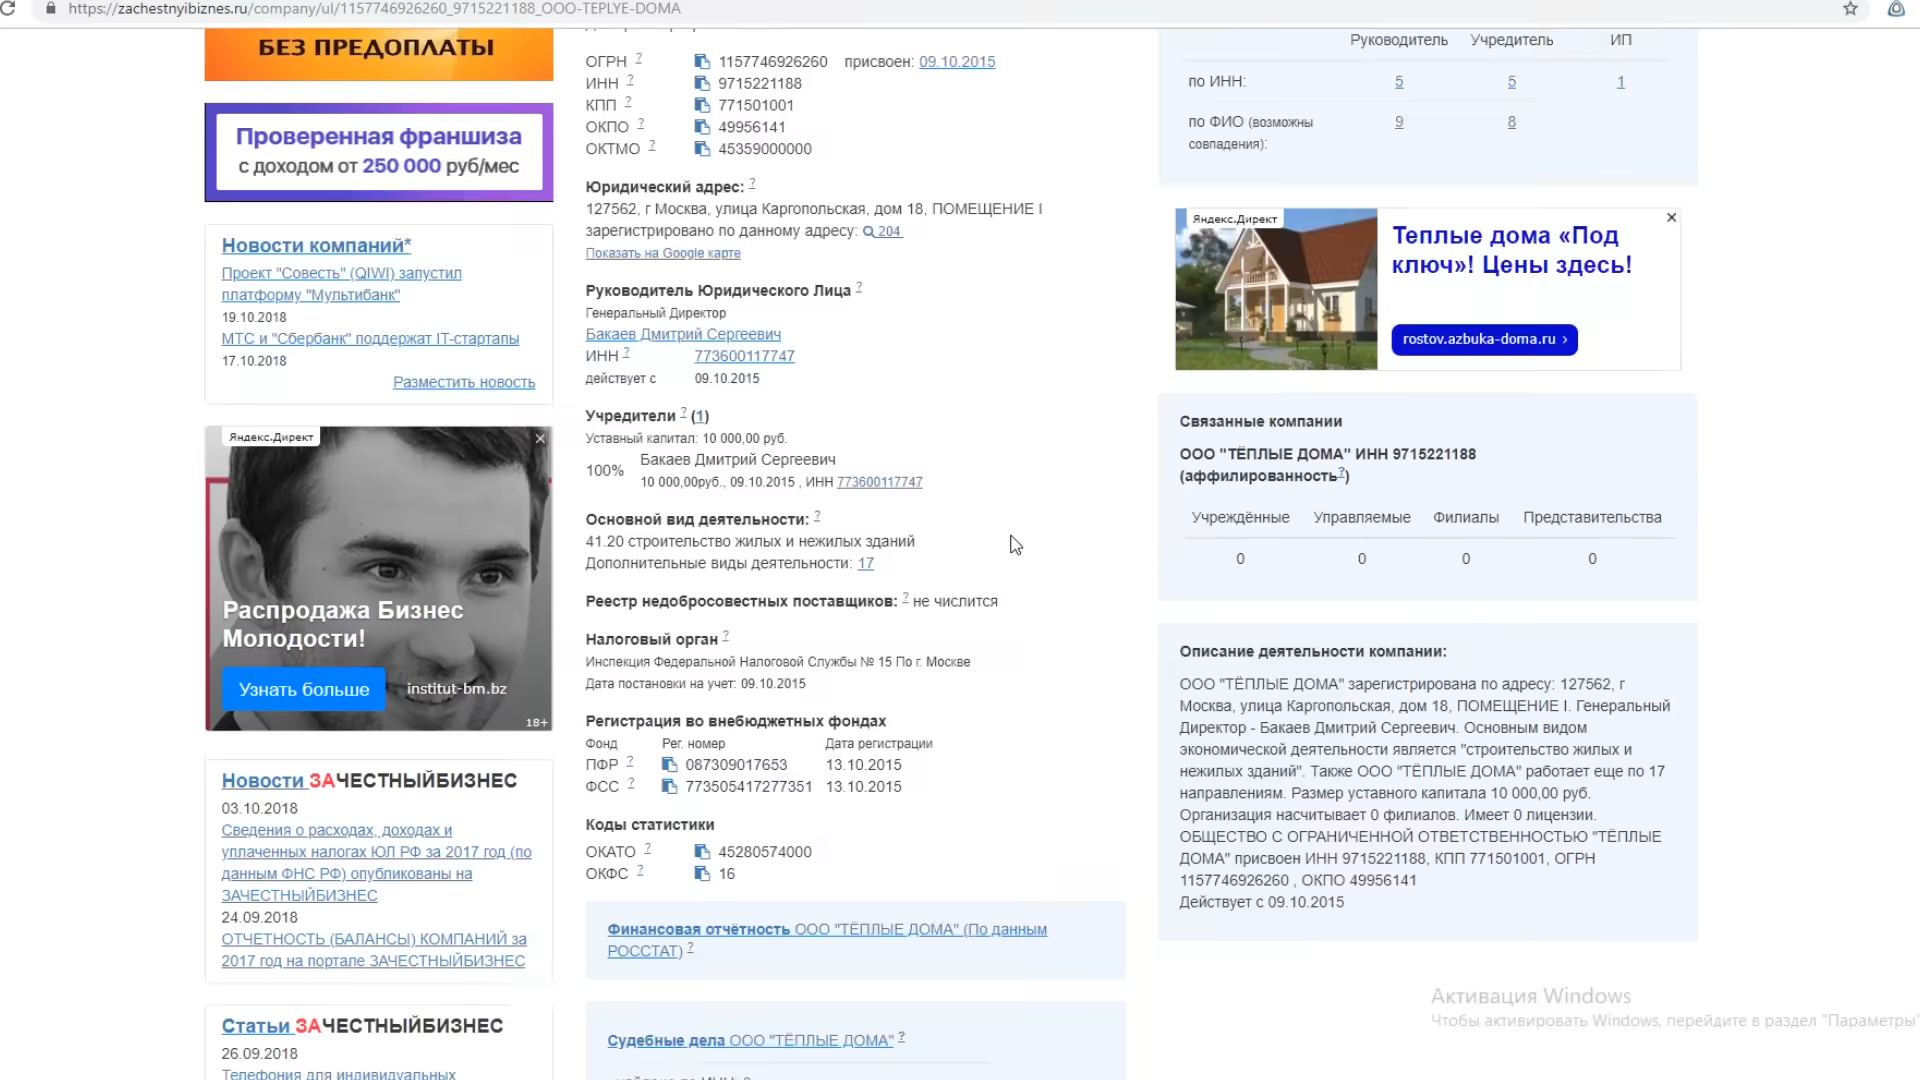 https://zachestnyibiznes.ru/company/ul/1157746926260_9715221188_OOO-TEPLYE-DOMA
БЕЗ ПРЕДОПЛАТЫ
Проверенная франшиза
с доходом от 250 000 руб/мес
Новости компаний*
Проект "Совесть" (QIWI) запустил
платформу "Мультибанк"
19.10.2018
МТС и "Сбербанк" поддержат IT-стартапы
17.10.2018
Разместить новость
Яндекс.Директ
Распродажа Бизнес
Молодости!
Узнать больше
institut-bm.bz
18+
Новости ЗАЧЕСТНЫЙБИЗНЕС
03.10.2018
Сведения о расходах, доходах и
уплаченных налогах ЮЛ РФ за 2017 год (по
данным ФНС РФ) опубликованы на
ЗАЧЕСТНЫЙБИЗНЕС
24.09.2018
ОТЧЕТНОСТЬ (БАЛАНСЫ) КОМПАНИЙ за
2017 год на портале ЗАЧЕСТНЫЙБИЗНЕС
Статьи ЗАЧЕСТНЫЙБИЗНЕС
26.09.2018
Телефония для индивидуальных
ОГРН ? 1157746926260 присвоен: 09.10.2015
ИНН ? 9715221188
КПП ? 771501001
ОКПО ? 49956141
ОКТМО ? 45359000000
Юридический адрес: ?
127562, г Москва, улица Каргопольская, дом 18, ПОМЕЩЕНИЕ I
зарегистрировано по данному адресу: 204
Показать на Google карте
Руководитель Юридического Лица ?
Генеральный Директор
Бакаев Дмитрий Сергеевич
ИНН ? 773600117747
действует с 09.10.2015
Учредители ? (1)
Уставный капитал: 10 000,00 руб.
100% Бакаев Дмитрий Сергеевич
10 000,00руб., 09.10.2015 , ИНН 773600117747
Основной вид деятельности: ?
41.20 строительство жилых и нежилых зданий
Дополнительные виды деятельности: 17
Реестр недобросовестных поставщиков: ? не числится
Налоговый орган ?
Инспекция Федеральной Налоговой Службы № 15 По г. Москве
Дата постановки на учет: 09.10.2015
Регистрация во внебюджетных фондах
Фонд Рег. номер Дата регистрации
ПФР ? 087309017653 13.10.2015
ФСС ? 773505417277351 13.10.2015
Коды статистики
ОКАТО ? 45280574000
ОКФС ? 16
Финансовая отчётность ООО "ТЁПЛЫЕ ДОМА" (По данным
РОССТАТ) ?
Судебные дела ООО "ТЁПЛЫЕ ДОМА" ?
Руководитель Учредитель ИП
по ИНН: 5 5 1
по ФИО (возможны 9 8
совпадения):
Яндекс.Директ
Теплые дома «Под
ключ»! Цены здесь!
rostov.azbuka-doma.ru ›
Связанные компании
ООО "ТЁПЛЫЕ ДОМА" ИНН 9715221188
(аффилированность?)
Учреждённые Управляемые Филиалы Представительства
0 0 0 0
Описание деятельности компании:
ООО "ТЁПЛЫЕ ДОМА" зарегистрирована по адресу: 127562, г
Москва, улица Каргопольская, дом 18, ПОМЕЩЕНИЕ I. Генеральный
Директор - Бакаев Дмитрий Сергеевич. Основным видом
экономической деятельности является "строительство жилых и
нежилых зданий". Также ООО "ТЁПЛЫЕ ДОМА" работает еще по 17
направлениям. Размер уставного капитала 10 000,00 руб.
Организация насчитывает 0 филиалов. Имеет 0 лицензии.
ОБЩЕСТВО С ОГРАНИЧЕННОЙ ОТВЕТСТВЕННОСТЬЮ "ТЁПЛЫЕ
ДОМА" присвоен ИНН 9715221188, КПП 771501001, ОГРН
1157746926260 , ОКПО 49956141
Действует с 09.10.2015
Активация Windows
Чтобы активировать Windows, перейдите в раздел "Параметры"